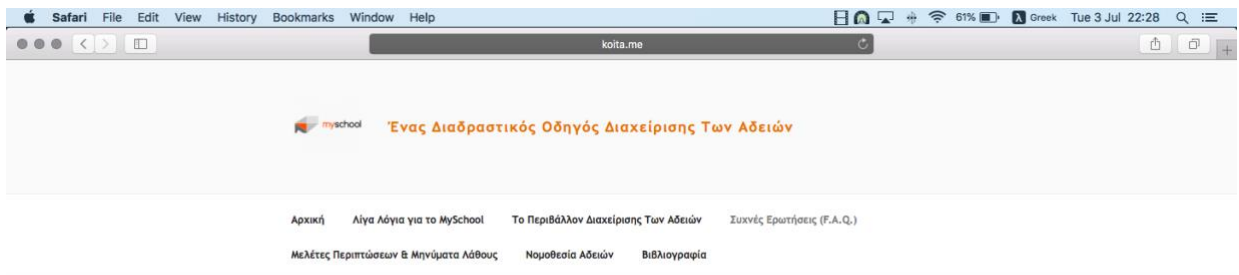 Safari File Edit View History Bookmarks Window Help 61% Greek Tue 3 Jul 22:28
koita.me
myschool Ένας Διαδραστικός Οδηγός Διαχείρισης Των Αδειών
Αρχική Λίγα Λόγια για το MySchool Το Περιβάλλον Διαχείρισης Των Αδειών Συχνές Ερωτήσεις (F.A.Q.)
Μελέτες Περιπτώσεων & Μηνύματα Λάθους Νομοθεσία Αδειών Βιβλιογραφία